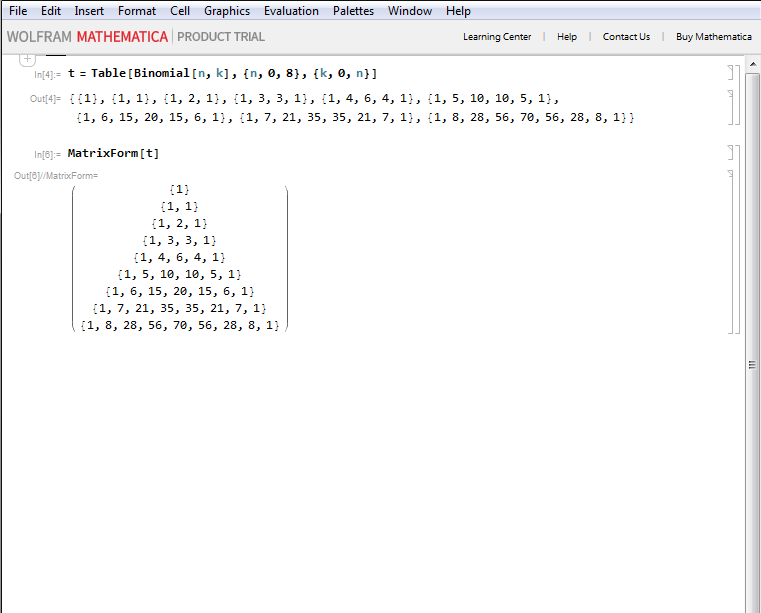 File Edit Insert Format Cell Graphics Evaluation Palettes Window Help
WOLFRAM MATHEMATICA | PRODUCT TRIAL Learning Center | Help | Contact Us | Buy Mathematica
In[4]:= t = Table[Binomial[n, k], {n, 0, 8}, {k, 0, n}]
Out[4]= {{1}, {1, 1}, {1, 2, 1}, {1, 3, 3, 1}, {1, 4, 6, 4, 1}, {1, 5, 10, 10, 5, 1},
{1, 6, 15, 20, 15, 6, 1}, {1, 7, 21, 35, 35, 21, 7, 1}, {1, 8, 28, 56, 70, 56, 28, 8, 1}}
In[6]:= MatrixForm[t]
Out[6]//MatrixForm=
{1}
{1, 1}
{1, 2, 1}
{1, 3, 3, 1}
{1, 4, 6, 4, 1}
{1, 5, 10, 10, 5, 1}
{1, 6, 15, 20, 15, 6, 1}
{1, 7, 21, 35, 35, 21, 7, 1}
{1, 8, 28, 56, 70, 56, 28, 8, 1}